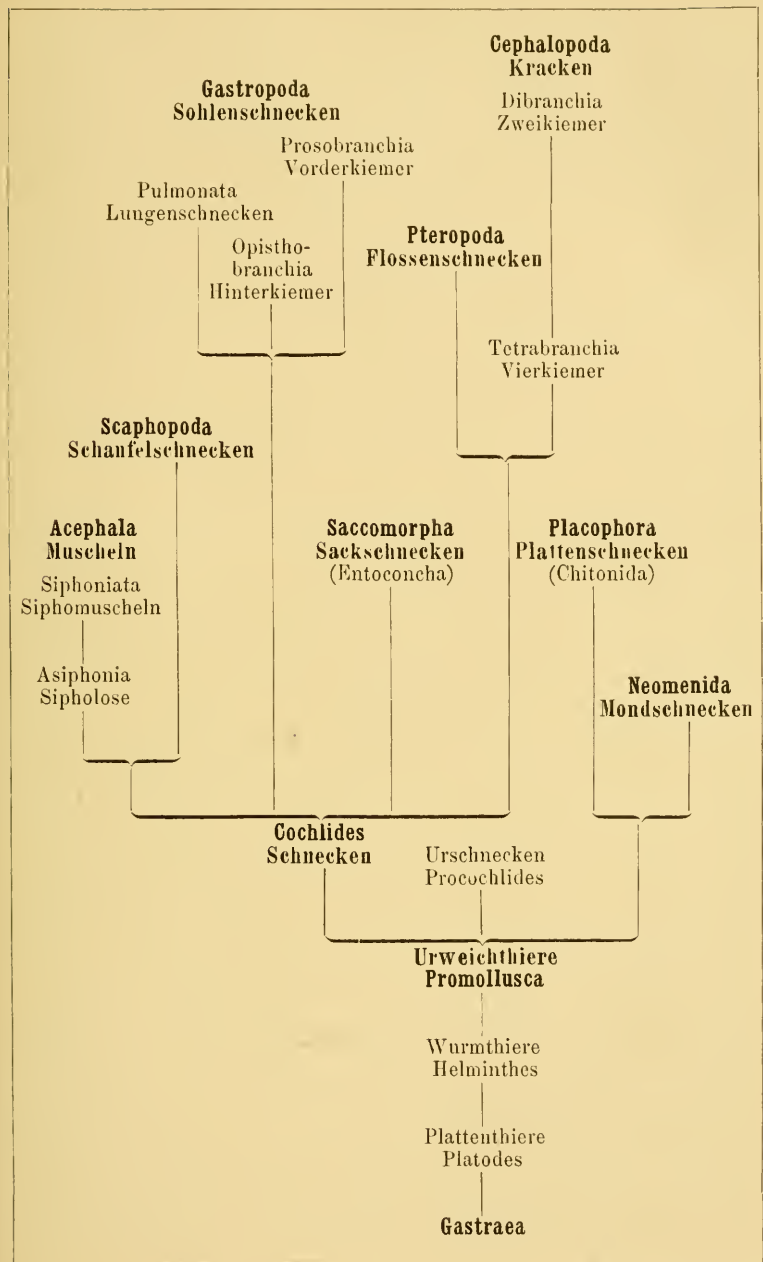 Cephalopoda
Kracken
Dibranchia
Zweikiemer
Gastropoda
Sohlenschnecken
Prosobranchia
Vorderkiemer
Pulmonata
Lungenschnecken
Opistho-
branchia
Hinterkiemer
Pteropoda
Flossenschnecken
Tetrabranchia
Vierkiemer
Scaphopoda
Schaufelschnecken
Acephala
Muscheln
Siphoniata
Siphomuscheln
Asiphonia
Sipholose
Saccomorpha
Sackschnecken
(Entoconcha)
Placophora
Plattenschnecken
(Chitonida)
Neomenida
Mondschnecken
Cochlides
Schnecken
Urschnecken
Procochlides
Urweichthiere
Promollusca
Wurmthiere
Helminthes
Plattenthiere
Platodes
Gastraea